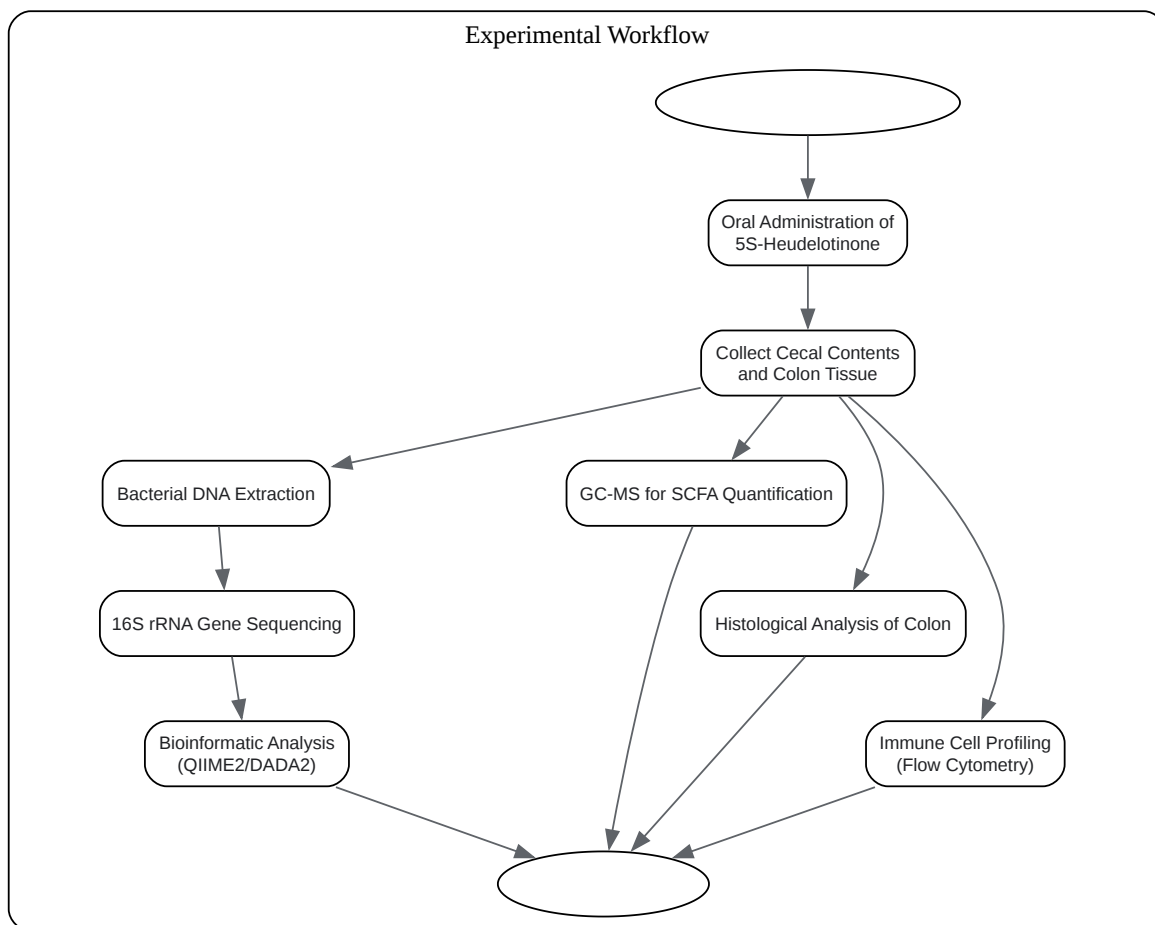 Experimental Workflow
Oral Administration of
5S-Heudelotinone
Collect Cecal Contents
and Colon Tissue
Bacterial DNA Extraction
GC-MS for SCFA Quantification
16S rRNA Gene Sequencing
Histological Analysis of Colon
Bioinformatic Analysis
(QIIME2/DADA2)
Immune Cell Profiling
(Flow Cytometry)